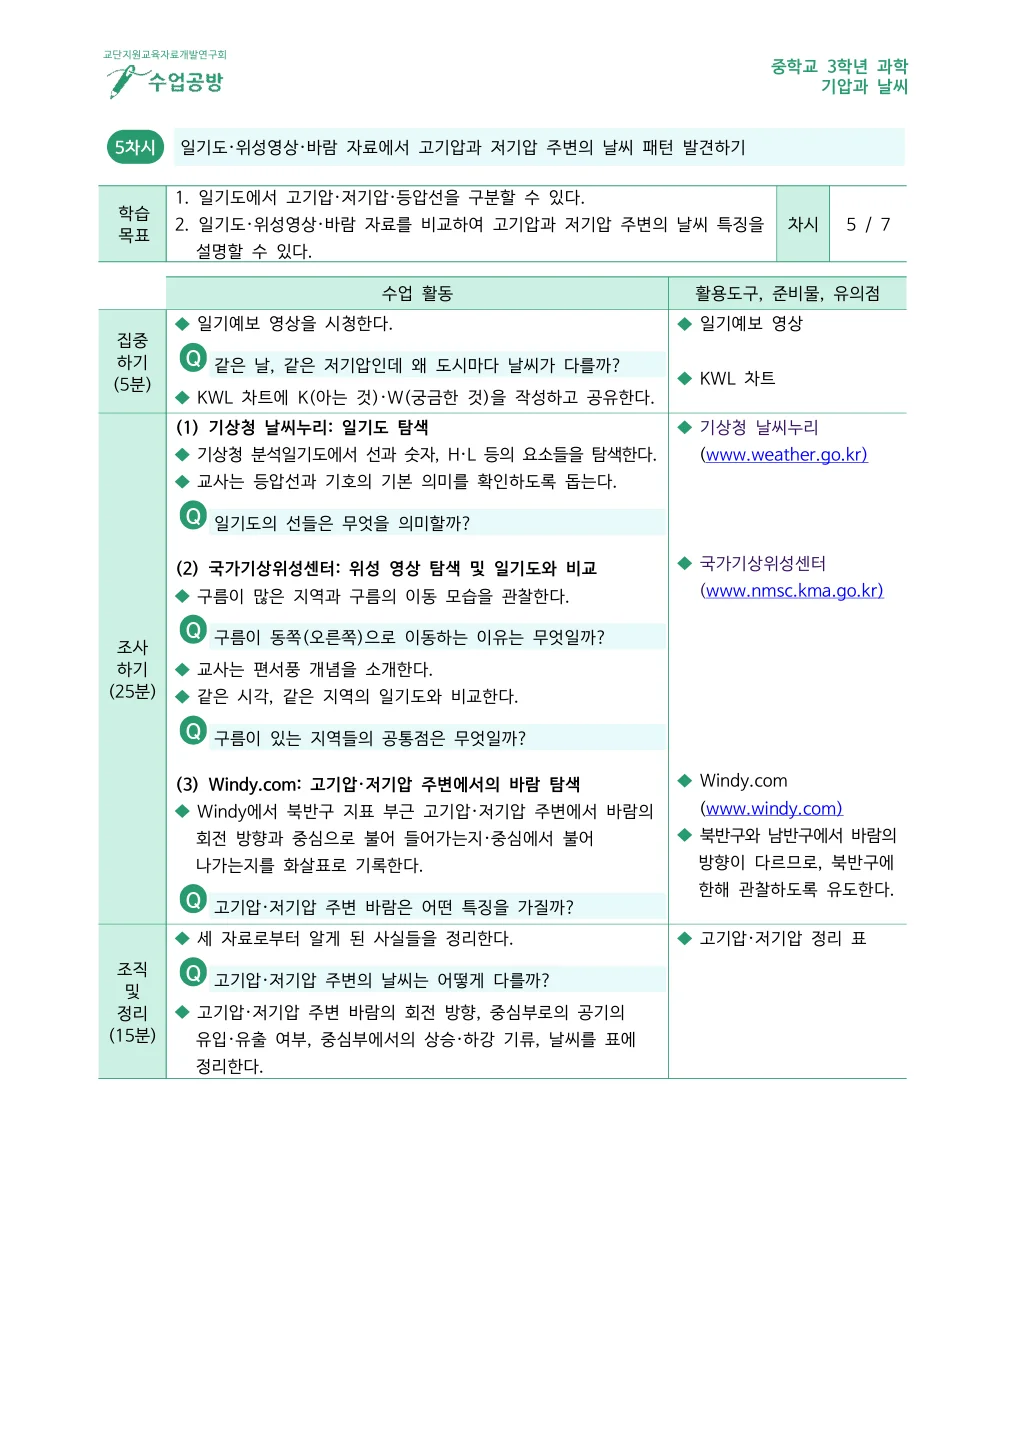 교단지원교육자료개발연구회
수업공방
중학교 3학년 과학
기압과 날씨
5차시
일기도·위성영상·바람 자료에서 고기압과 저기압 주변의 날씨 패턴 발견하기
학습
목표
1. 일기도에서 고기압·저기압·등압선을 구분할 수 있다.
2. 일기도·위성영상·바람 자료를 비교하여 고기압과 저기압 주변의 날씨 특징을
설명할 수 있다.
차시
5 / 7
수업 활동
활용도구, 준비물, 유의점
집중
하기
(5분)
◆ 일기예보 영상을 시청한다.
Q 같은 날, 같은 저기압인데 왜 도시마다 날씨가 다를까?
◆ KWL 차트에 K(아는 것)·W(궁금한 것)을 작성하고 공유한다.
◆ 일기예보 영상
◆ KWL 차트
조사
하기
(25분)
(1) 기상청 날씨누리: 일기도 탐색
◆ 기상청 분석일기도에서 선과 숫자, H·L 등의 요소들을 탐색한다.
◆ 교사는 등압선과 기호의 기본 의미를 확인하도록 돕는다.
Q 일기도의 선들은 무엇을 의미할까?
(2) 국가기상위성센터: 위성 영상 탐색 및 일기도와 비교
◆ 구름이 많은 지역과 구름의 이동 모습을 관찰한다.
Q 구름이 동쪽(오른쪽)으로 이동하는 이유는 무엇일까?
◆ 교사는 편서풍 개념을 소개한다.
◆ 같은 시각, 같은 지역의 일기도와 비교한다.
Q 구름이 있는 지역들의 공통점은 무엇일까?
(3) Windy.com: 고기압·저기압 주변에서의 바람 탐색
◆ Windy에서 북반구 지표 부근 고기압·저기압 주변에서 바람의
회전 방향과 중심으로 불어 들어가는지·중심에서 불어
나가는지를 화살표로 기록한다.
Q 고기압·저기압 주변 바람은 어떤 특징을 가질까?
◆ 기상청 날씨누리
(www.weather.go.kr)
◆ 국가기상위성센터
(www.nmsc.kma.go.kr)
◆ Windy.com
(www.windy.com)
◆ 북반구와 남반구에서 바람의
방향이 다르므로, 북반구에
한해 관찰하도록 유도한다.
조직
및
정리
(15분)
◆ 세 자료로부터 알게 된 사실들을 정리한다.
Q 고기압·저기압 주변의 날씨는 어떻게 다를까?
◆ 고기압·저기압 주변 바람의 회전 방향, 중심부로의 공기의
유입·유출 여부, 중심부에서의 상승·하강 기류, 날씨를 표에
정리한다.
◆ 고기압·저기압 정리 표